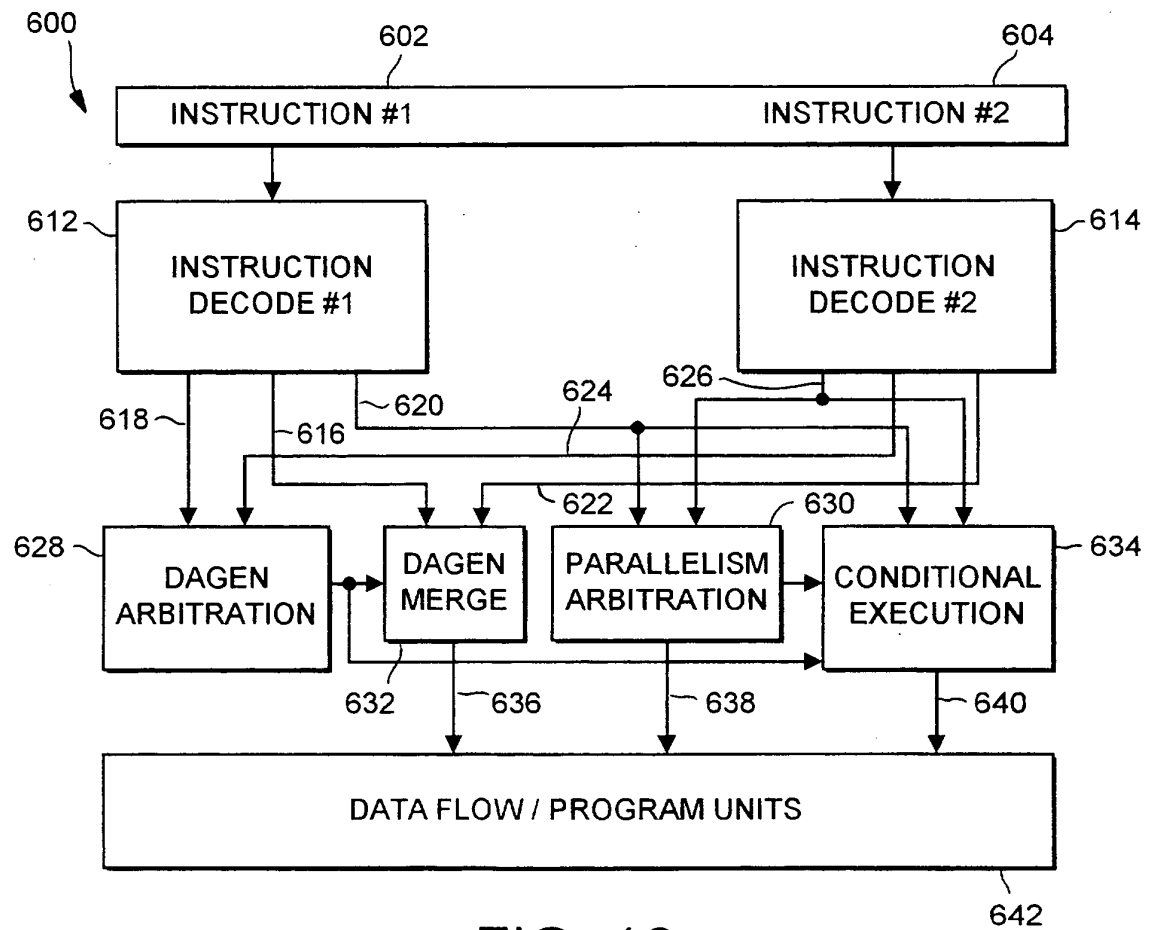 600
602
604
INSTRUCTION #1
INSTRUCTION #2
612
INSTRUCTION
DECODE #1
INSTRUCTION
DECODE #2
614
618
616
620
624
626
622
630
628
DAGEN
ARBITRATION
DAGEN
MERGE
PARALLELISM
ARBITRATION
CONDITIONAL
EXECUTION
634
632
636
638
640
DATA FLOW / PROGRAM UNITS
642